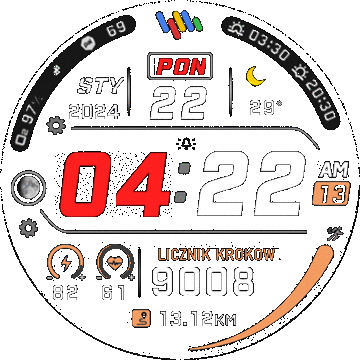 69
O2 97%
03:30
20:30
PON
STY
2024
22
29°
04:22
AM
13
LICZNIK KROKOW
9008
82
61
13.12KM